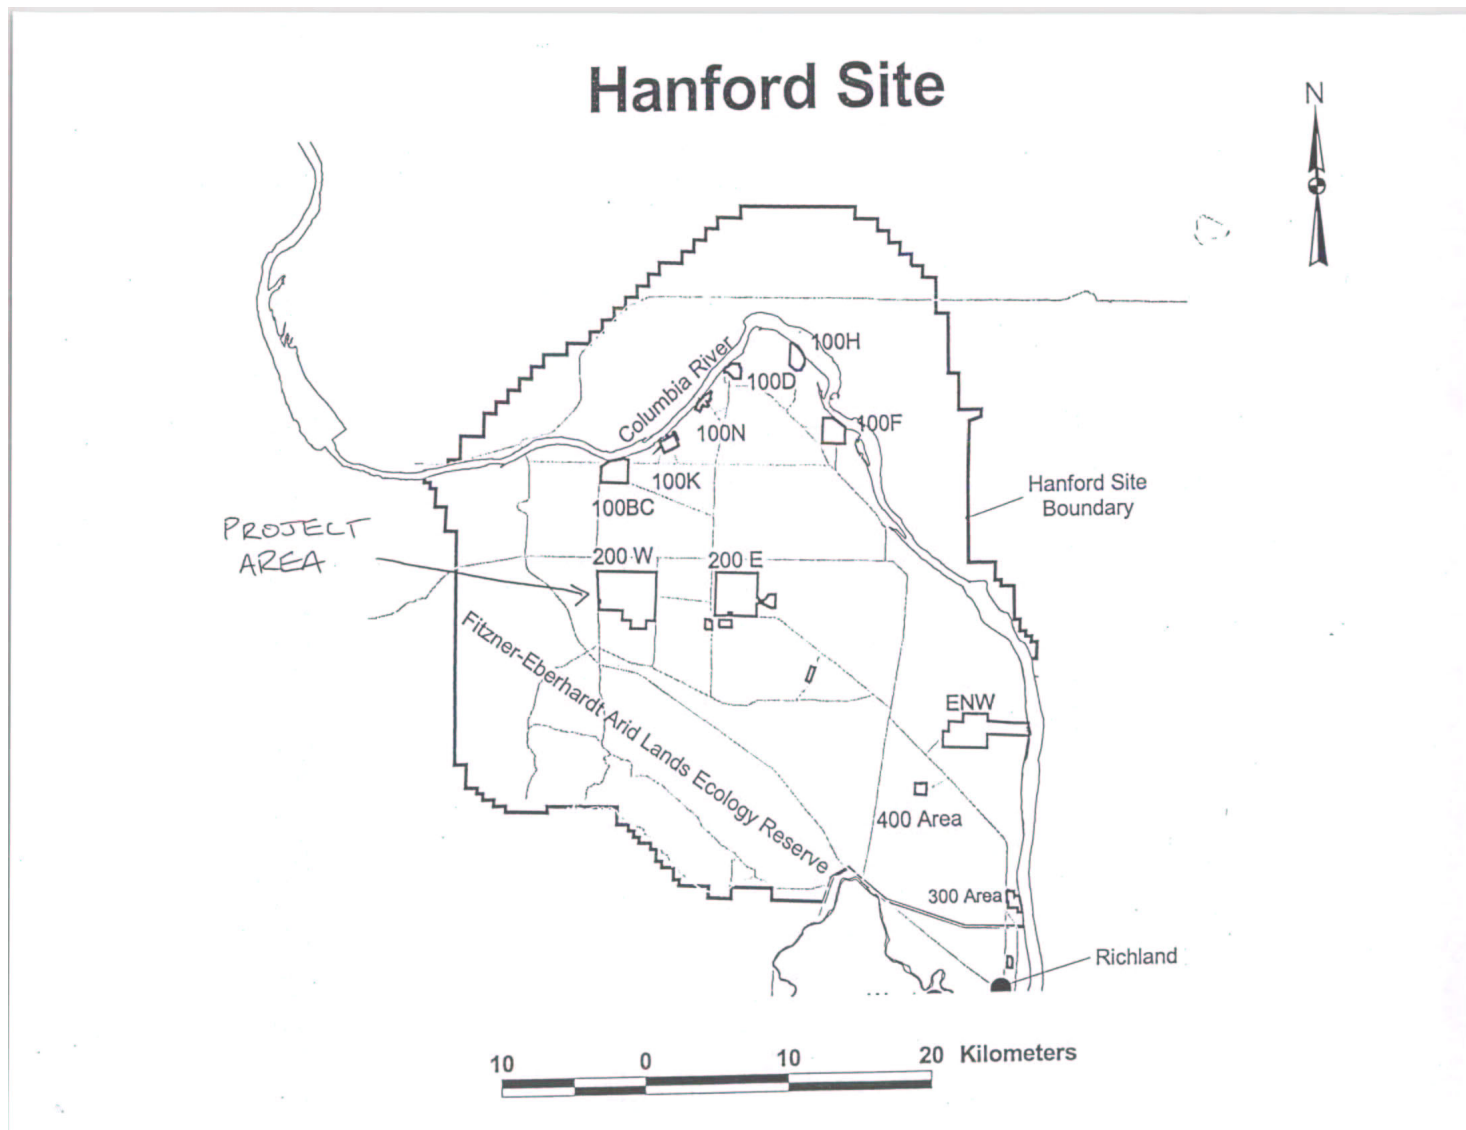 Hanford Site
N
100H
Columbia River
100D
100F
100N
100K
Hanford Site
Boundary
100BC
PROJECT
AREA
200 W
200 E
Fitzner-Eberhardt Arid Lands Ecology Reserve
ENW
400 Area
300 Area
Richland
10 0 10 20 Kilometers